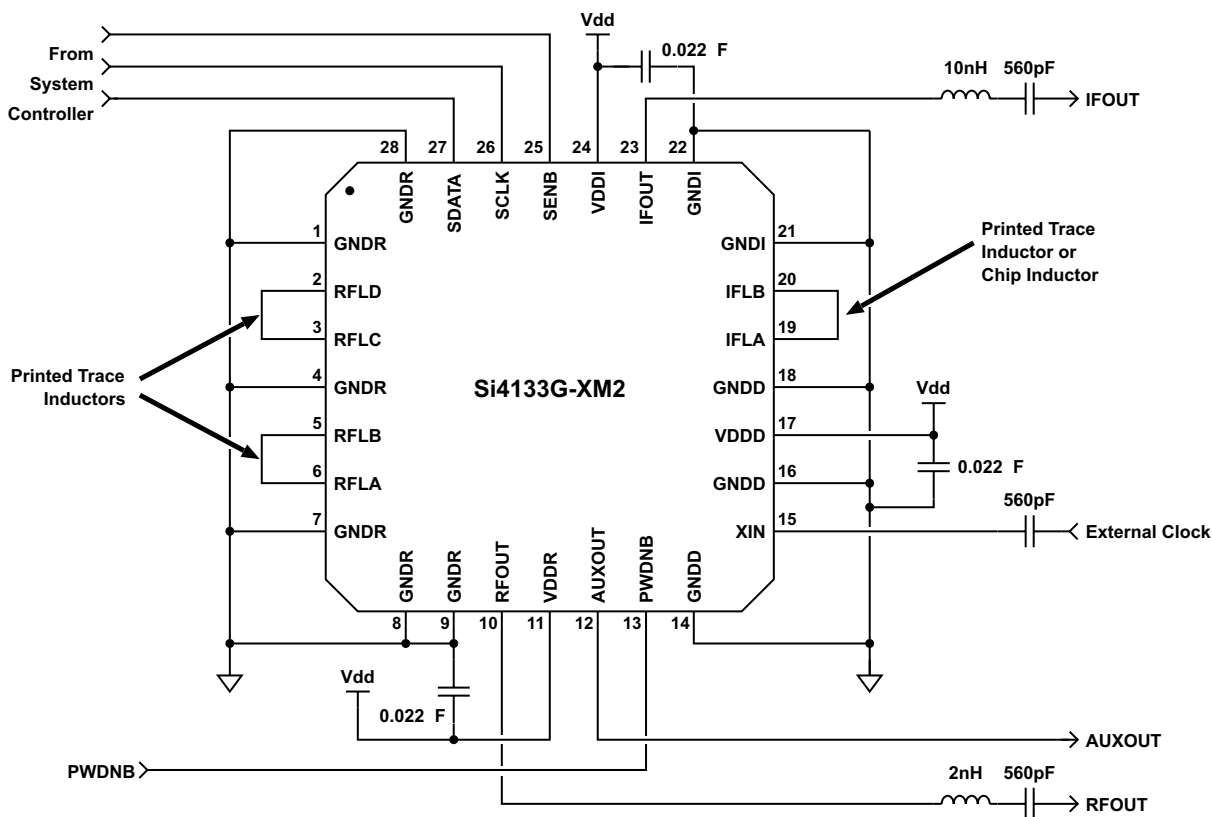 Vdd
0.022 F
From
System
Controller
10nH
560pF
IFOUT
28
27
26
25
24
23
22
GNDR
SDATA
SCLK
SENB
VDDI
IFOUT
GNDI
1
GNDR
2
RFLD
3
RFLC
4
GNDR
5
RFLB
6
RFLA
7
GNDR
Printed Trace
Inductors
Si4133G-XM2
GNDI
21
IFLB
20
IFLA
19
GNDD
18
VDDD
17
GNDD
16
XIN
15
Printed Trace
Inductor or
Chip Inductor
Vdd
0.022 F
560pF
External Clock
GNDR
GNDR
RFOUT
VDDR
AUXOUT
PWDNB
GNDD
8
9
10
11
12
13
14
Vdd
0.022 F
AUXOUT
PWDNB
2nH
560pF
RFOUT